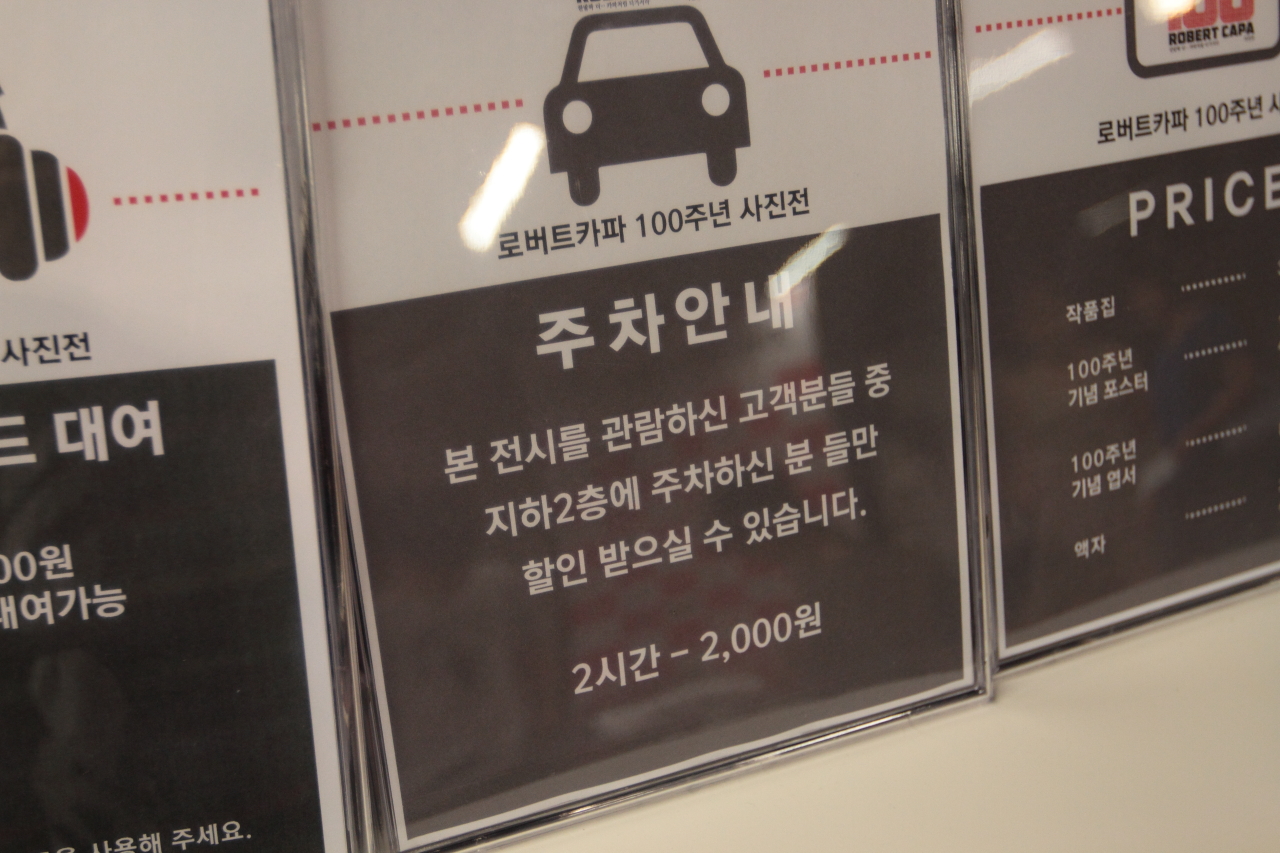 사진전
드 대여
00원
대여가능
사용해 주세요.
로버트카파 100주년 사진전
주차안내
본 전시를 관람하신 고객분들 중
지하2층에 주차하신 분 들만
할인 받으실 수 있습니다.
2시간 – 2,000원
100
ROBERT CAPA
로버트카파 100주년 사
PRICE
작품집
100주년
기념 포스터
100주년
기념 엽서
액자